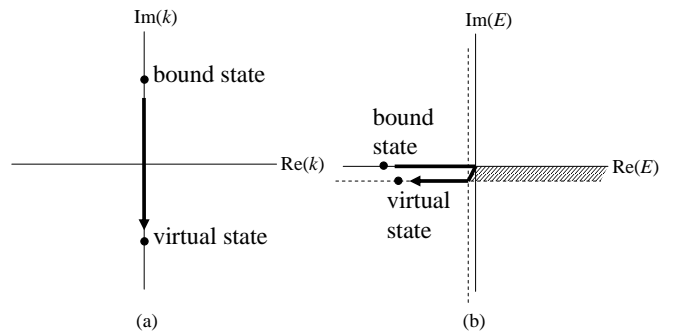 Im(k)
bound state
Re(k)
virtual state
(a)
Im(E)
bound
state
Re(E)
virtual
state
(b)